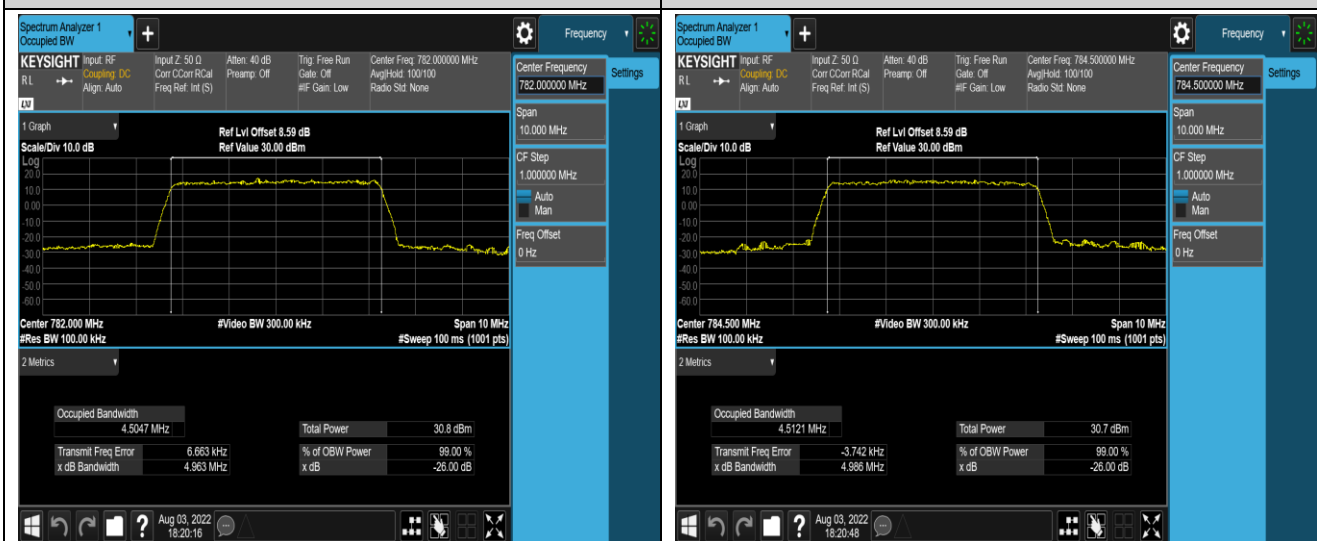 Spectrum Analyzer 1
Occupied BW
+
Frequency
KEYSIGHT
R L
LXI
Input: RF
Coupling: DC
Align: Auto
Input Z: 50 Ω
Corr CCorr RCal
Freq Ref: Int (S)
Atten: 40 dB
Preamp: Off
Trig: Free Run
Gate: Off
#IF Gain: Low
Center Freq: 782.000000 MHz
Avg|Hold: 100/100
Radio Std: None
Center Frequency
782.000000 MHz
Settings
Span
10.000 MHz
CF Step
1.000000 MHz
Auto
Man
Freq Offset
0 Hz
1 Graph
Scale/Div 10.0 dB
Ref Lvl Offset 8.59 dB
Ref Value 30.00 dBm
Log
20.0
10.0
0.00
-10.0
-20.0
-30.0
-40.0
-50.0
-60.0
Center 782.000 MHz
#Res BW 100.00 kHz
#Video BW 300.00 kHz
Span 10 MHz
#Sweep 100 ms (1001 pts)
2 Metrics
Occupied Bandwidth
4.5047 MHz
Transmit Freq Error 6.663 kHz
x dB Bandwidth 4.963 MHz
Total Power 30.8 dBm
% of OBW Power 99.00 %
x dB -26.00 dB
?
Aug 03, 2022
18:20:16
Spectrum Analyzer 1
Occupied BW
+
Frequency
KEYSIGHT
R L
LXI
Input: RF
Coupling: DC
Align: Auto
Input Z: 50 Ω
Corr CCorr RCal
Freq Ref: Int (S)
Atten: 40 dB
Preamp: Off
Trig: Free Run
Gate: Off
#IF Gain: Low
Center Freq: 784.500000 MHz
Avg|Hold: 100/100
Radio Std: None
Center Frequency
784.500000 MHz
Settings
Span
10.000 MHz
CF Step
1.000000 MHz
Auto
Man
Freq Offset
0 Hz
1 Graph
Scale/Div 10.0 dB
Ref Lvl Offset 8.59 dB
Ref Value 30.00 dBm
Log
20.0
10.0
0.00
-10.0
-20.0
-30.0
-40.0
-50.0
-60.0
Center 784.500 MHz
#Res BW 100.00 kHz
#Video BW 300.00 kHz
Span 10 MHz
#Sweep 100 ms (1001 pts)
2 Metrics
Occupied Bandwidth
4.5121 MHz
Transmit Freq Error -3.742 kHz
x dB Bandwidth 4.986 MHz
Total Power 30.7 dBm
% of OBW Power 99.00 %
x dB -26.00 dB
?
Aug 03, 2022
18:20:48